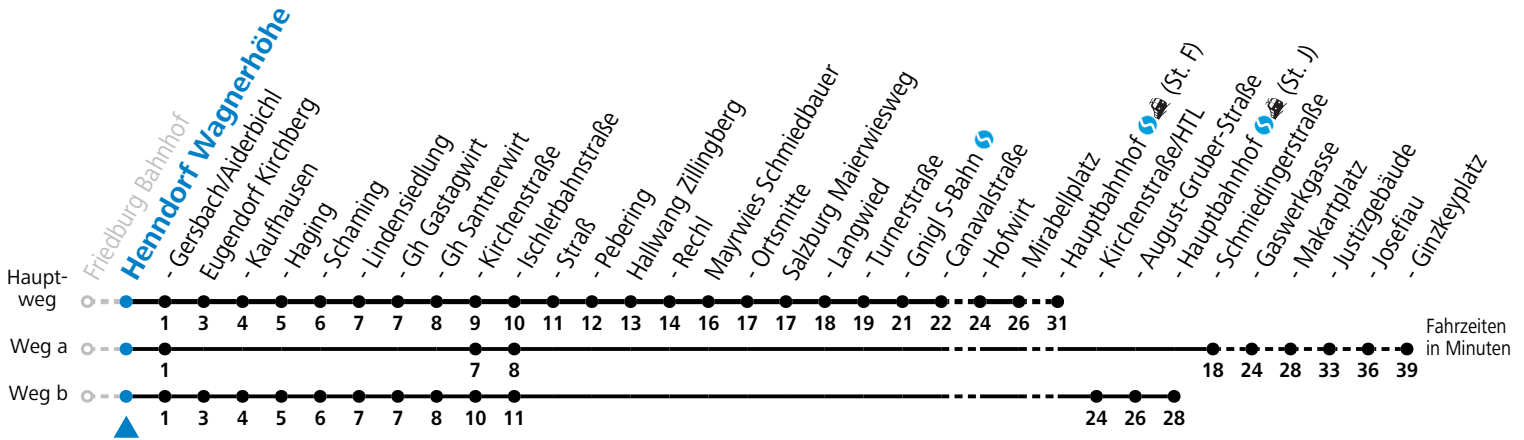 Friedburg Bahnhof
Henndorf Wagnerhöhe
- Gersbach/Aiderbichl
Eugendorf Kirchberg
- Kaufhausen
- Haging
- Schaming
- Lindensiedlung
- Gh Gastagwirt
- Gh Santnerwirt
- Kirchenstraße
- Ischlerbahnstraße
- Straß
- Pebering
Hallwang Zillingberg
- Rechl
Mayrwies Schmiedbauer
- Ortsmitte
Salzburg Maierwiesweg
- Langwied
- Turnerstraße
- Gnigl S-Bahn
- Canavalstraße
- Hofwirt
- Mirabellplatz
- Hauptbahnhof (St. F)
- Kirchenstraße/HTL
- August-Gruber-Straße
- Hauptbahnhof (St. J)
- Schmiedingerstraße
- Gaswerkgasse
- Makartplatz
- Justizgebäude
- Josefiau
- Ginzkeyplatz
Haupt-
weg
1 3 4 5 6 7 7 8 9 10 11 12 13 14 16 17 17 18 19 21 22 24 26 31
Weg a
1 7 8 18 24 28 33 36 39
Fahrzeiten
in Minuten
Weg b
1 3 4 5 6 7 7 8 10 11 24 26 28